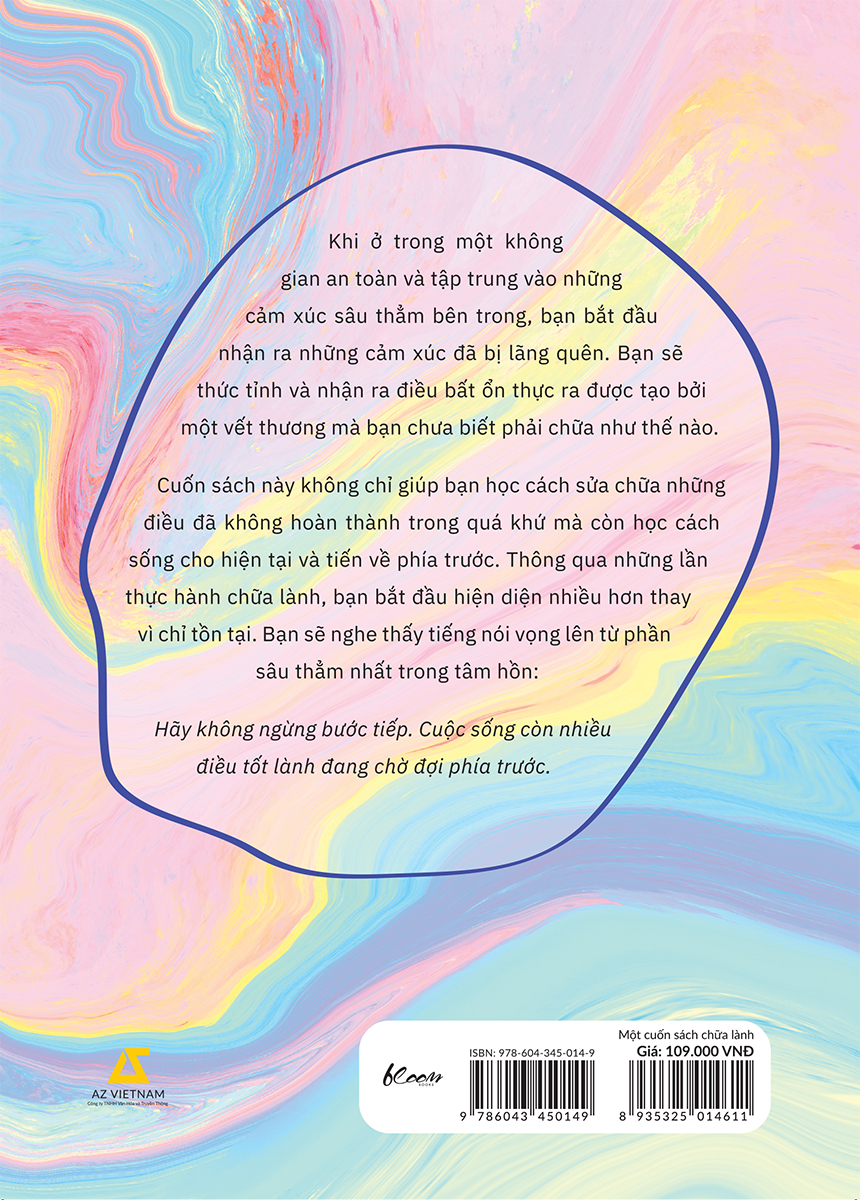 Khi ở trong một không
gian an toàn và tập trung vào những
cảm xúc sâu thẳm bên trong, bạn bắt đầu
nhận ra những cảm xúc đã bị lãng quên. Bạn sẽ
thức tỉnh và nhận ra điều bất ổn thực ra được tạo bởi
một vết thương mà bạn chưa biết phải chữa như thế nào.
Cuốn sách này không chỉ giúp bạn học cách sửa chữa những
điều đã không hoàn thành trong quá khứ mà còn học cách
sống cho hiện tại và tiến về phía trước. Thông qua những lần
thực hành chữa lành, bạn bắt đầu hiện diện nhiều hơn thay
vì chỉ tồn tại. Bạn sẽ nghe thấy tiếng nói vọng lên từ phần
sâu thẳm nhất trong tâm hồn:
Hãy không ngừng bước tiếp. Cuộc sống còn nhiều
điều tốt lành đang chờ đợi phía trước.
AZ VIETNAM
Công ty TNHH Văn Hóa và Truyền Thông
bloom
BOOKS
ISBN: 978-604-345-014-9
9 786043 450149
Một cuốn sách chữa lành
Giá: 109.000 VNĐ
8 935325 014611